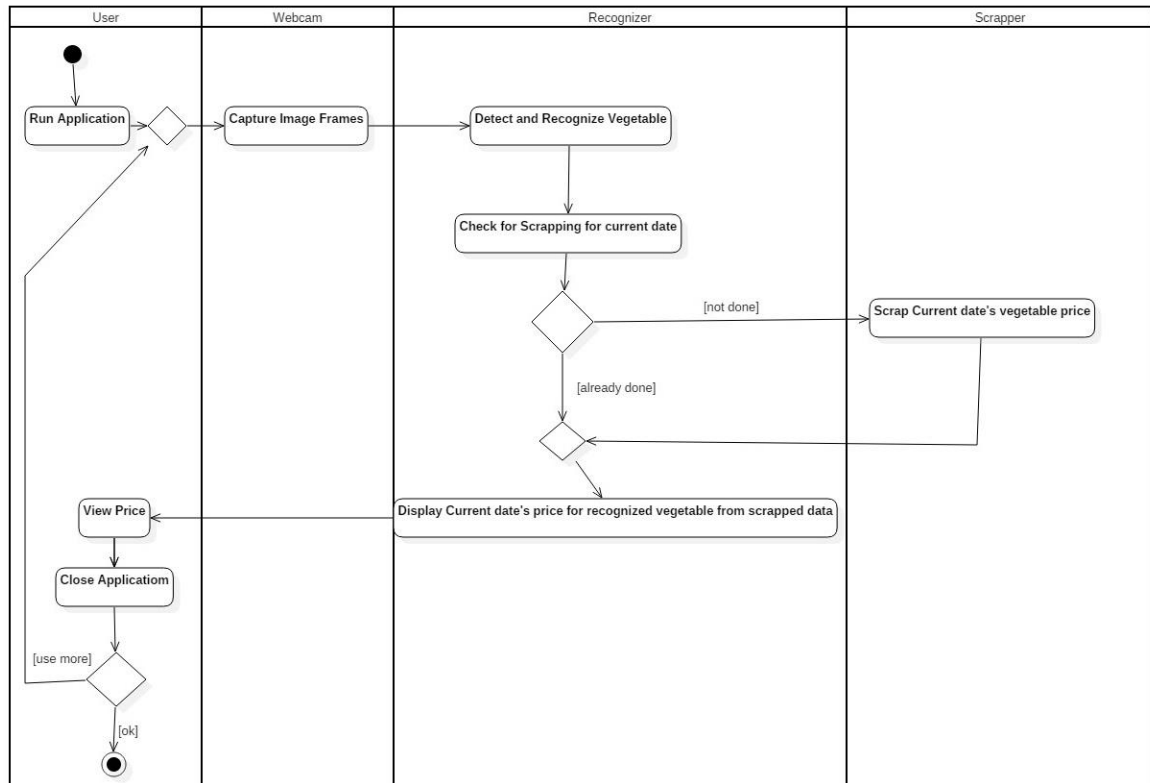 User
Webcam
Recognizer
Scrapper
Run Application
Capture Image Frames
Detect and Recognize Vegetable
Check for Scrapping for current date
[not done]
Scrap Current date's vegetable price
[already done]
View Price
Display Current date's price for recognized vegetable from scrapped data
Close Applicatiom
[use more]
[ok]